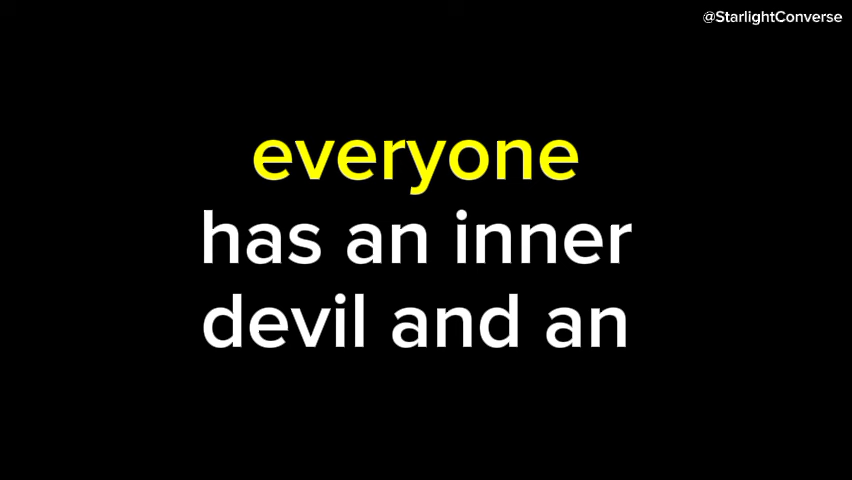 @StarlightConverse
everyone
has an inner
devil and an